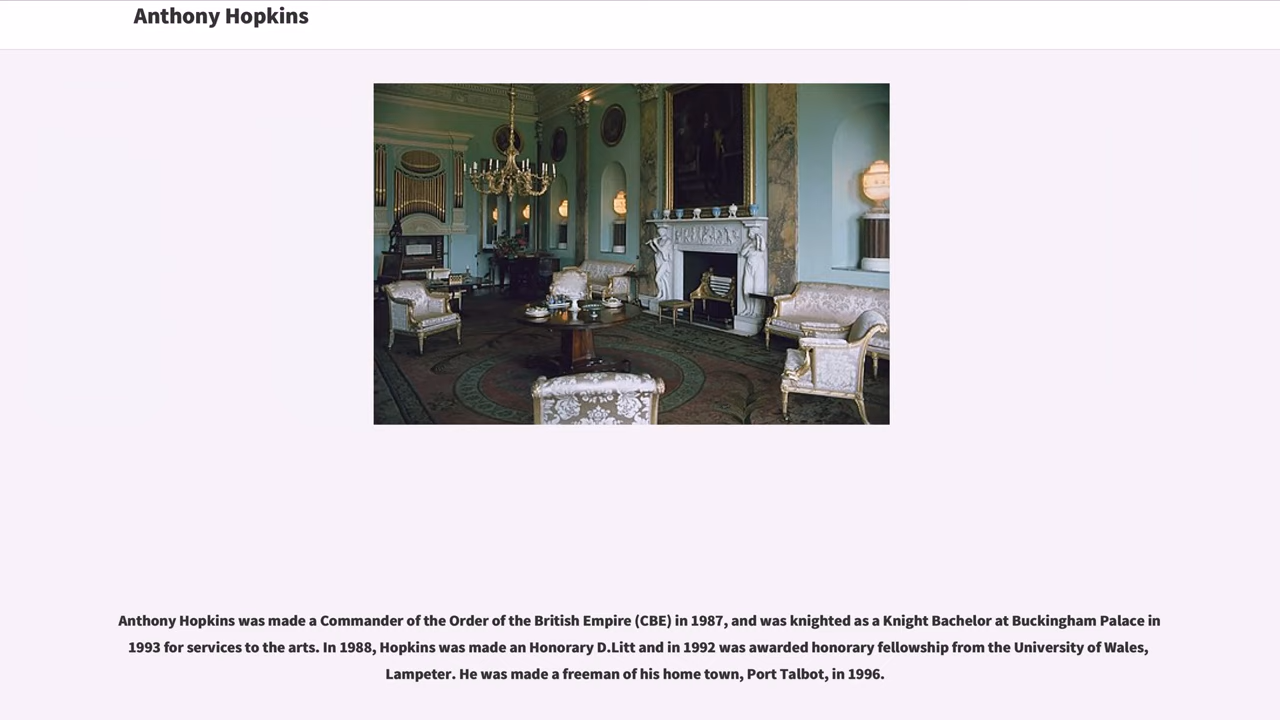 Anthony Hopkins
Anthony Hopkins was made a Commander of the Order of the British Empire (CBE) in 1987, and was knighted as a Knight Bachelor at Buckingham Palace in
1993 for services to the arts. In 1988, Hopkins was made an Honorary D.Litt and in 1992 was awarded honorary fellowship from the University of Wales,
Lampeter. He was made a freeman of his home town, Port Talbot, in 1996.